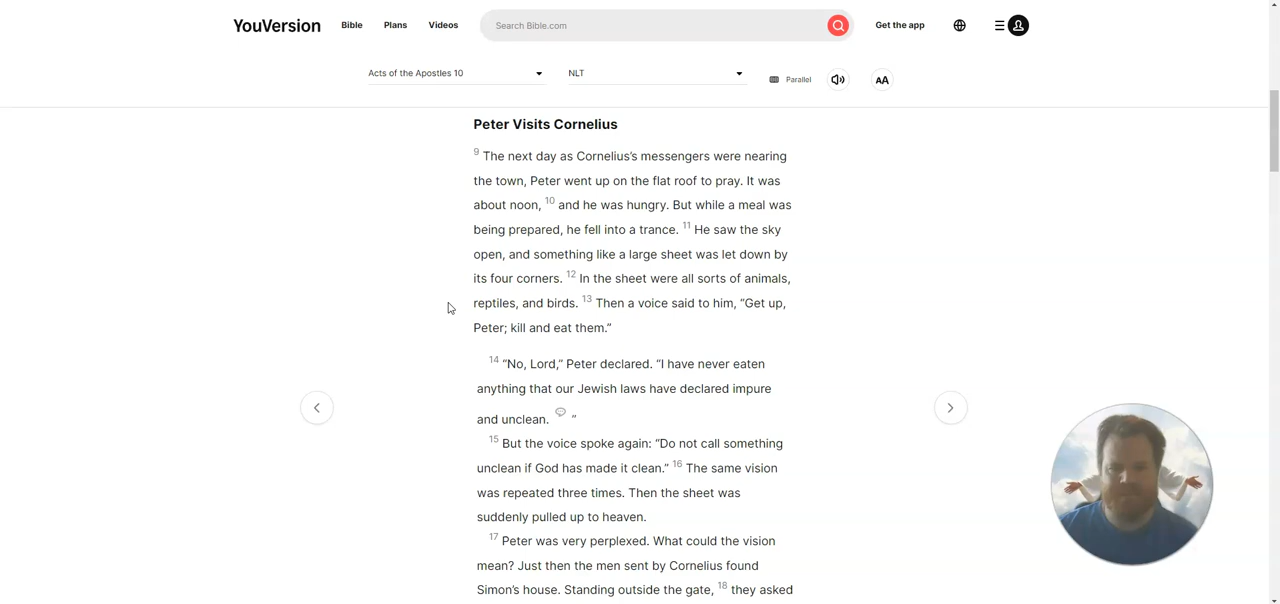 YouVersion Bible Plans Videos Search Bible.com Get the app
Acts of the Apostles 10 NLT Parallel AA
Peter Visits Cornelius
9 The next day as Cornelius’s messengers were nearing
the town, Peter went up on the flat roof to pray. It was
about noon, 10 and he was hungry. But while a meal was
being prepared, he fell into a trance. 11 He saw the sky
open, and something like a large sheet was let down by
its four corners. 12 In the sheet were all sorts of animals,
reptiles, and birds. 13 Then a voice said to him, “Get up,
Peter; kill and eat them.”
14 “No, Lord,” Peter declared. “I have never eaten
anything that our Jewish laws have declared impure
and unclean. ”
15 But the voice spoke again: “Do not call something
unclean if God has made it clean.” 16 The same vision
was repeated three times. Then the sheet was
suddenly pulled up to heaven.
17 Peter was very perplexed. What could the vision
mean? Just then the men sent by Cornelius found
Simon’s house. Standing outside the gate, 18 they asked